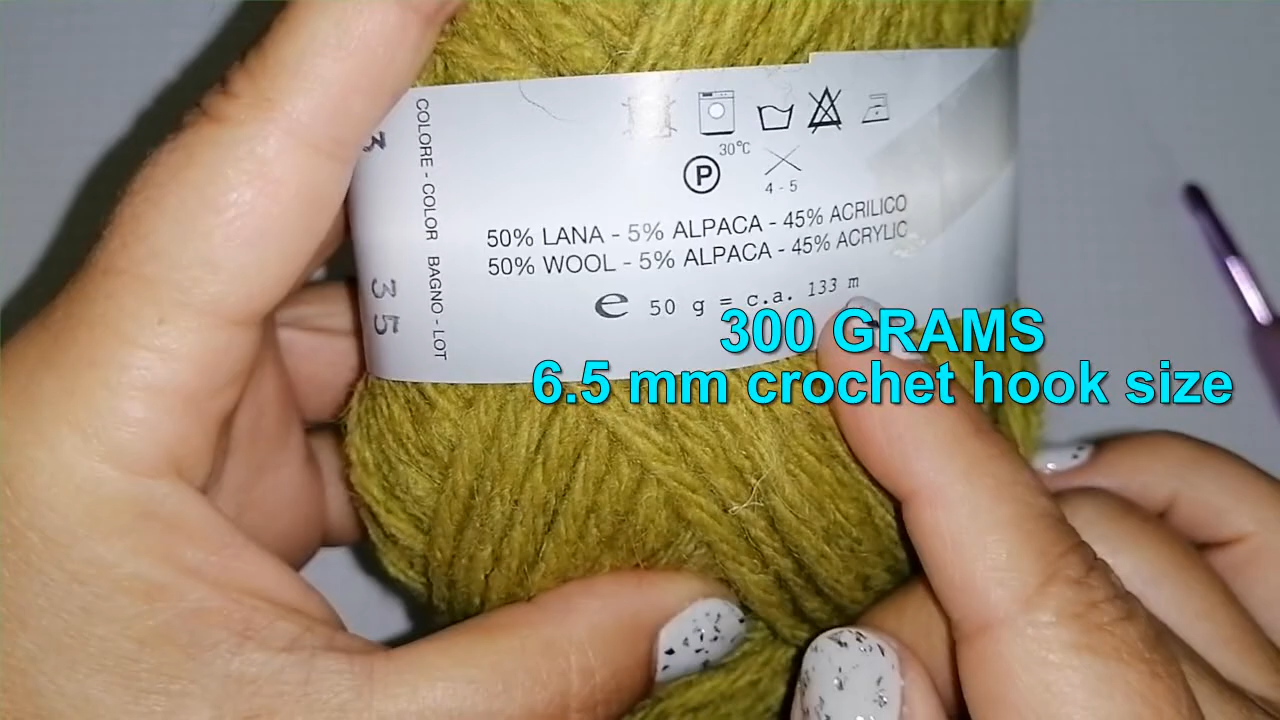 30°C
P
4 - 5
50% LANA - 5% ALPACA - 45% ACRILICO
50% WOOL - 5% ALPACA - 45% ACRYLIC
e 50 g = c.a. 133 m
COLORE - COLOR BAGNO - LOT
3
35
300 GRAMS
6.5 mm crochet hook size